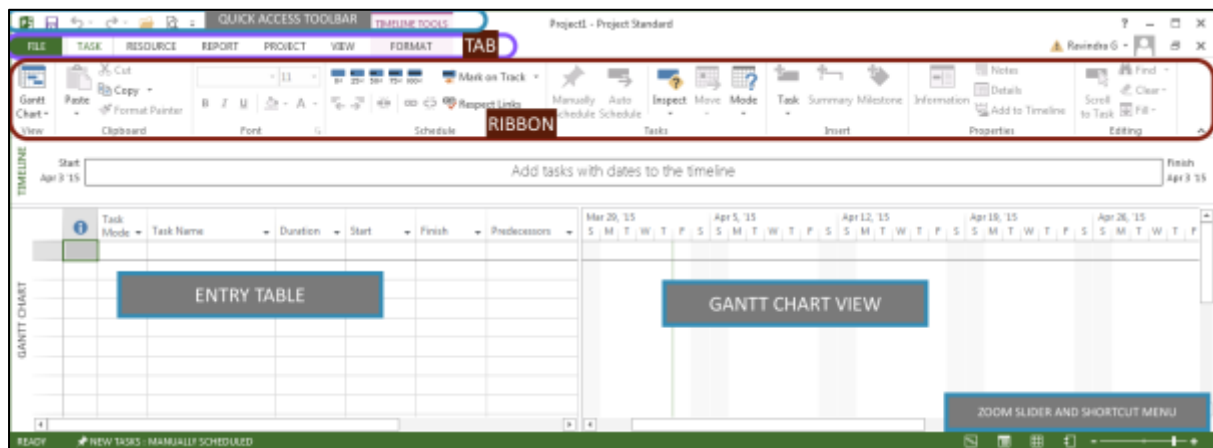 QUICK ACCESS TOOLBAR
TIMELINE TOOLS
Project1 - Project Standard
FILE TASK RESOURCE REPORT PROJECT VIEW FORMAT TAB
Ravindra G
Gantt Chart
View
Paste
Cut
Copy
Format Painter
Clipboard
11
B I U A
Font
Mark on Track
Respect Links
Schedule
RIBBON
Manually Schedule
Auto Schedule
Inspect
Move
Mode
Tasks
Task
Summary
Milestone
Insert
Information
Notes
Details
Add to Timeline
Properties
Scroll to Task
Find
Clear
Fill
Editing
TIMELINE
Start
Apr 3 '15
Add tasks with dates to the timeline
Finish
Apr 3 '15
GANTT CHART
Task Mode
Task Name
Duration
Start
Finish
Predecessors
Mar 29, '15 Apr 5, '15 Apr 12, '15 Apr 19, '15 Apr 26, '15
S M T W T F S S M T W T F S S M T W T F S S M T W T F S S M T W T F
ENTRY TABLE
GANTT CHART VIEW
ZOOM SLIDER AND SHORTCUT MENU
READY
NEW TASKS : MANUALLY SCHEDULED